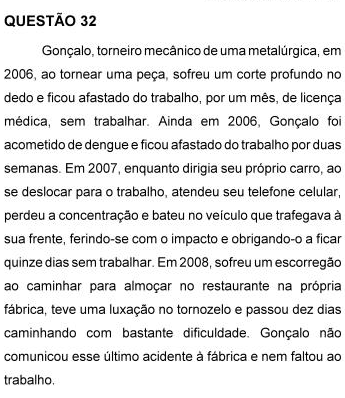 QUESTÃO 32
Gonçalo, torneiro mecânico de uma metalúrgica, em
2006, ao tornear uma peça, sofreu um corte profundo no
dedo e ficou afastado do trabalho, por um mês, de licença
médica, sem trabalhar. Ainda em 2006, Gonçalo foi
acometido de dengue e ficou afastado do trabalho por duas
semanas. Em 2007, enquanto dirigia seu próprio carro, ao
se deslocar para o trabalho, atendeu seu telefone celular,
perdeu a concentração e bateu no veículo que trafegava à
sua frente, ferindo-se com o impacto e obrigando-o a ficar
quinze dias sem trabalhar. Em 2008, sofreu um escorregão
ao caminhar para almoçar no restaurante na própria
fábrica, teve uma luxação no tornozelo e passou dez dias
caminhando com bastante dificuldade. Gonçalo não
comunicou esse último acidente à fábrica e nem faltou ao
trabalho.